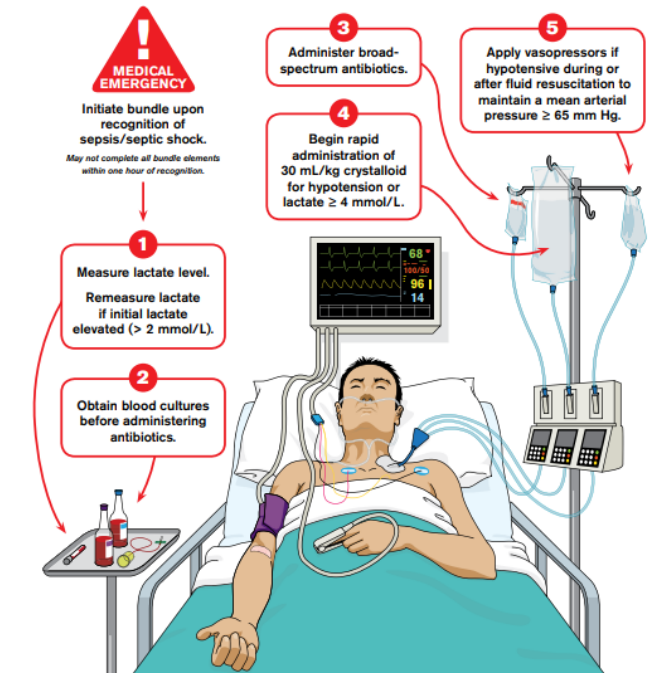 MEDICAL
EMERGENCY
Initiate bundle upon
recognition of
sepsis/septic shock.
May not complete all bundle elements
within one hour of recognition.
1
Measure lactate level.
Remeasure lactate
if initial lactate
elevated (> 2 mmol/L).
2
Obtain blood cultures
before administering
antibiotics.
3
Administer broad-
spectrum antibiotics.
4
Begin rapid
administration of
30 mL/kg crystalloid
for hypotension or
lactate ≥ 4 mmol/L.
5
Apply vasopressors if
hypotensive during or
after fluid resuscitation to
maintain a mean arterial
pressure ≥ 65 mm Hg.
68
100/50
96
14